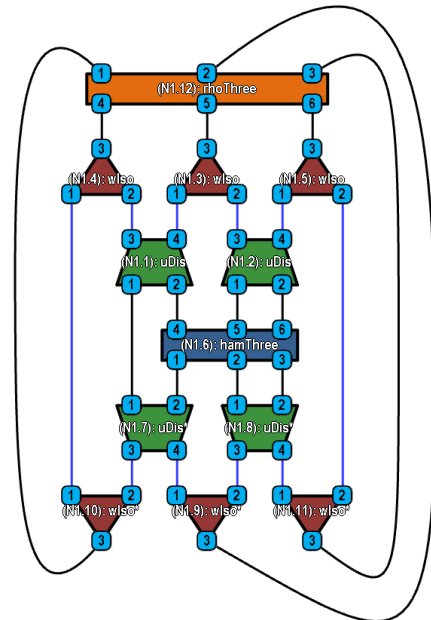 1 2 3
(N1.12): rhoThree
4 5 6
3 3 3
(N1.4): wIso (N1.3): wIso (N1.5): wIso
1 2 1 2 1 2
3 4 3 4
(N1.1): uDis (N1.2): uDis
1 2 1 2
4 5 6
(N1.6): hamThree
1 2 3
1 2 1 2
(N1.7): uDis* (N1.8): uDis*
3 4 3 4
1 2 1 2 1 2
(N1.10): wIso* (N1.9): wIso* (N1.11): wIso*
3 3 3